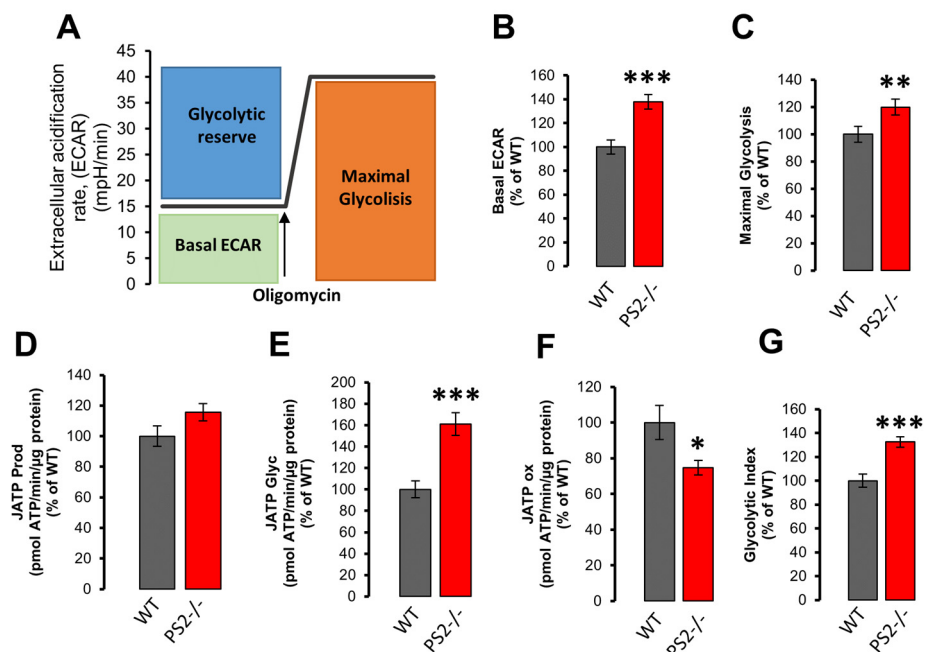 A
Extracellular acidification
rate, (ECAR)
(mpH/min)
45
40
35
30
25
20
15
10
5
0
Glycolytic
reserve
Basal ECAR
Maximal
Glycolisis
Oligomycin
B
Basal ECAR
(% of WT)
160
140
120
100
80
60
40
20
0
***
WT
PS2-/-
C
Maximal Glycolysis
(% of WT)
140
120
100
80
60
40
20
0
**
WT
PS2-/-
D
JATP Prod
(pmol ATP/min/µg protein)
(% of WT)
140
120
100
80
60
40
20
0
WT
PS2-/-
E
JATP Glyc
(pmol ATP/min/µg protein)
(% of WT)
200
180
160
140
120
100
80
60
40
20
0
***
WT
PS2-/-
F
JATP ox
(pmol ATP/min/µg protein)
(% of WT)
120
100
80
60
40
20
0
*
WT
PS2-/-
G
Glycolytic Index
(% of WT)
160
140
120
100
80
60
40
20
0
***
WT
PS2-/-